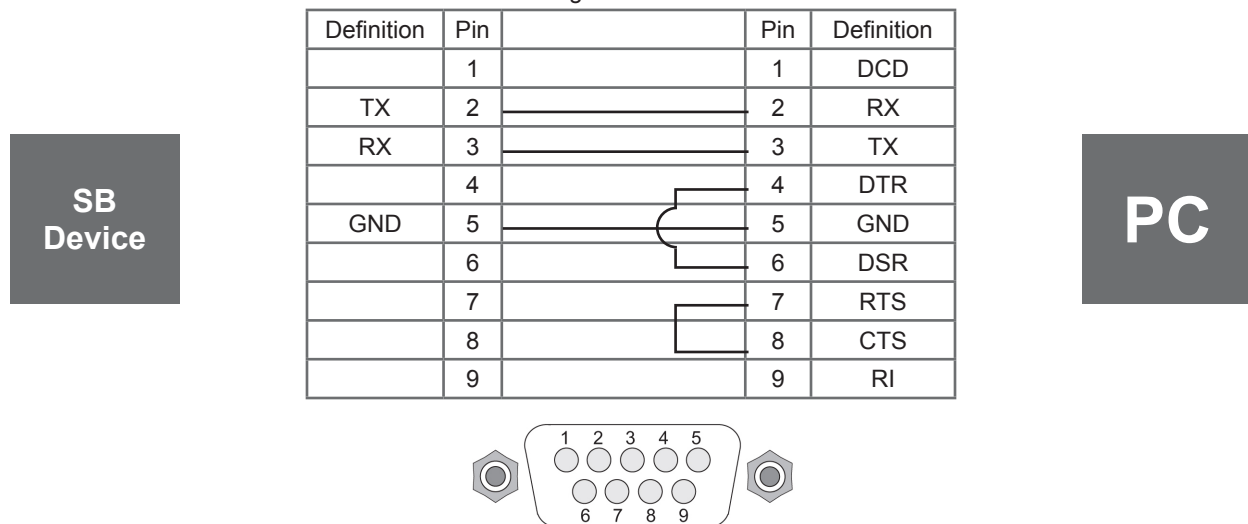 Definition Pin Pin Definition
1 1 DCD
TX 2 2 RX
RX 3 3 TX
4 4 DTR
GND 5 5 GND
6 6 DSR
7 7 RTS
8 8 CTS
9 9 RI
SB
Device
PC
1 2 3 4 5
6 7 8 9